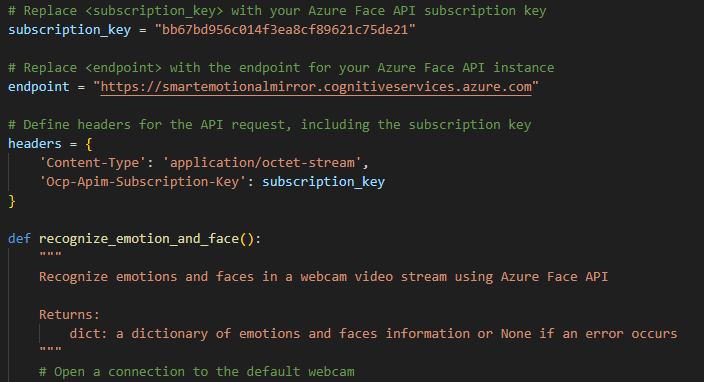 # Replace <subscription_key> with your Azure Face API subscription key
subscription_key = "bb67bd956c014f3ea8cf89621c75de21"
# Replace <endpoint> with the endpoint for your Azure Face API instance
endpoint = "https://smartemotionalmirror.cognitiveservices.azure.com"
# Define headers for the API request, including the subscription key
headers = {
    'Content-Type': 'application/octet-stream',
    'Ocp-Apim-Subscription-Key': subscription_key
}
def recognize_emotion_and_face():
    """
    Recognize emotions and faces in a webcam video stream using Azure Face API
    Returns:
        dict: a dictionary of emotions and faces information or None if an error occurs
    """
    # Open a connection to the default webcam